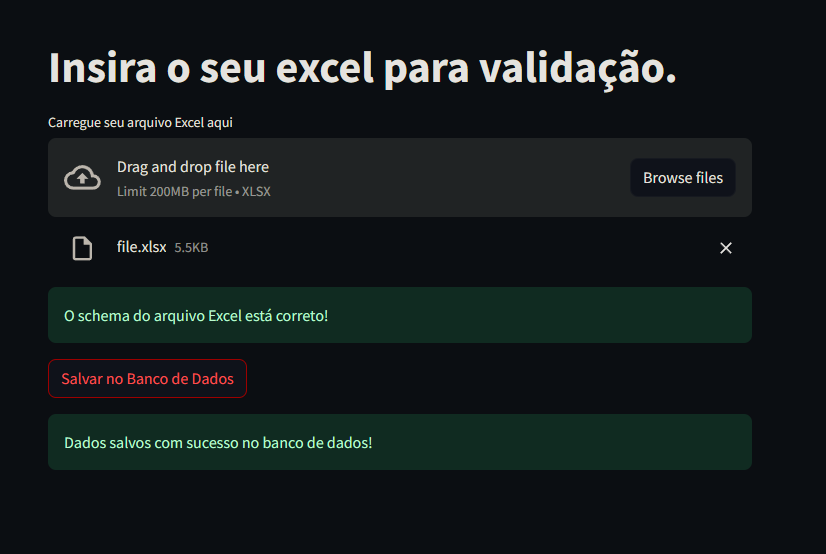 Insira o seu excel para validação.
Carregue seu arquivo Excel aqui
Drag and drop file here
Limit 200MB per file • XLSX
Browse files
file.xlsx 5.5KB
O schema do arquivo Excel está correto!
Salvar no Banco de Dados
Dados salvos com sucesso no banco de dados!